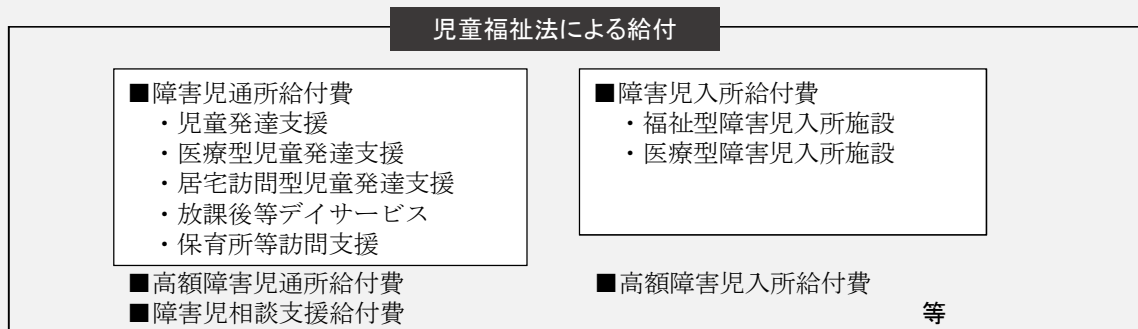 児童福祉法による給付
■障害児通所給付費
・児童発達支援
・医療型児童発達支援
・居宅訪問型児童発達支援
・放課後等デイサービス
・保育所等訪問支援
■高額障害児通所給付費
■障害児相談支援給付費
■障害児入所給付費
・福祉型障害児入所施設
・医療型障害児入所施設
■高額障害児入所給付費
等